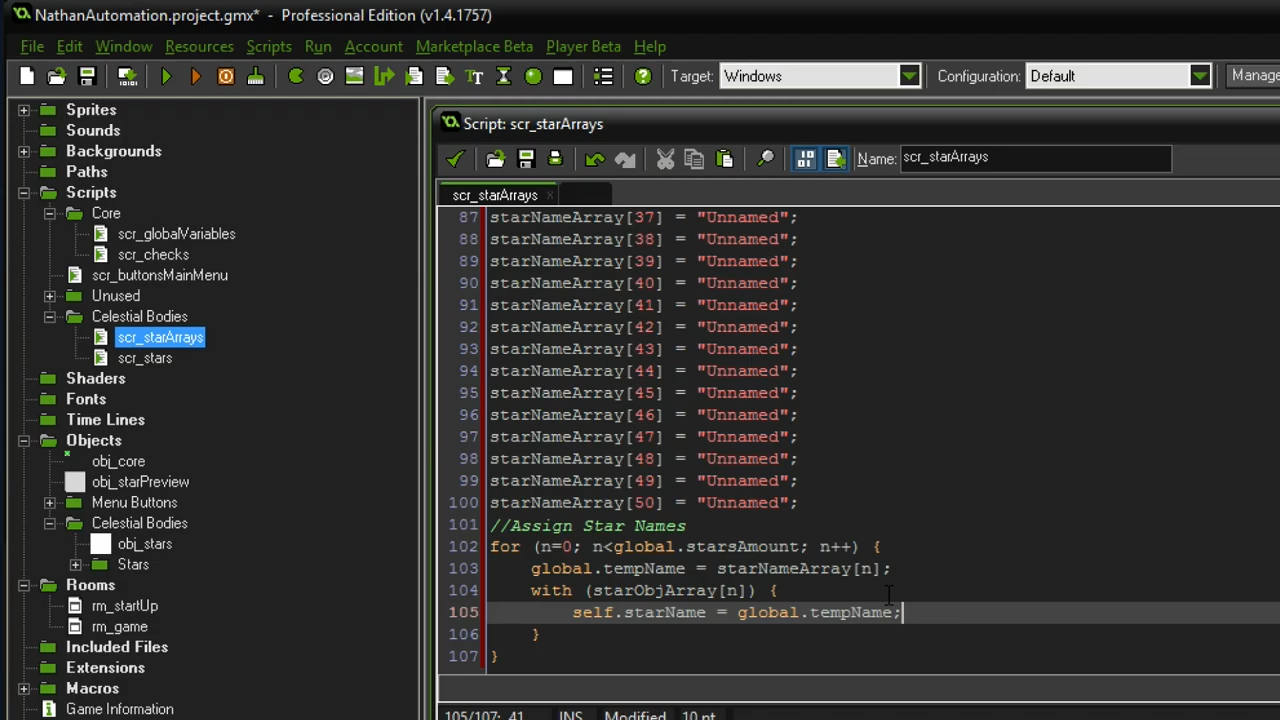 NathanAutomation.project.gmx* - Professional Edition (v1.4.1757)
File Edit Window Resources Scripts Run Account Marketplace Beta Player Beta Help
Target: Windows Configuration: Default Manage
Sprites
Sounds
Backgrounds
Paths
Scripts
Core
scr_globalVariables
scr_checks
scr_buttonsMainMenu
Unused
Celestial Bodies
scr_starArrays
scr_stars
Shaders
Fonts
Time Lines
Objects
obj_core
obj_starPreview
Menu Buttons
Celestial Bodies
obj_stars
Stars
Rooms
rm_startUp
rm_game
Included Files
Extensions
Macros
Game Information
Script: scr_starArrays
Name: scr_starArrays
scr_starArrays
87 starNameArray[37] = "Unnamed";
88 starNameArray[38] = "Unnamed";
89 starNameArray[39] = "Unnamed";
90 starNameArray[40] = "Unnamed";
91 starNameArray[41] = "Unnamed";
92 starNameArray[42] = "Unnamed";
93 starNameArray[43] = "Unnamed";
94 starNameArray[44] = "Unnamed";
95 starNameArray[45] = "Unnamed";
96 starNameArray[46] = "Unnamed";
97 starNameArray[47] = "Unnamed";
98 starNameArray[48] = "Unnamed";
99 starNameArray[49] = "Unnamed";
100 starNameArray[50] = "Unnamed";
101 //Assign Star Names
102 for (n=0; n<global.starsAmount; n++) {
103 global.tempName = starNameArray[n];
104 with (starObjArray[n]) {
105 self.starName = global.tempName;
106 }
107 }
105/107: 41 INS Modified 10 pt